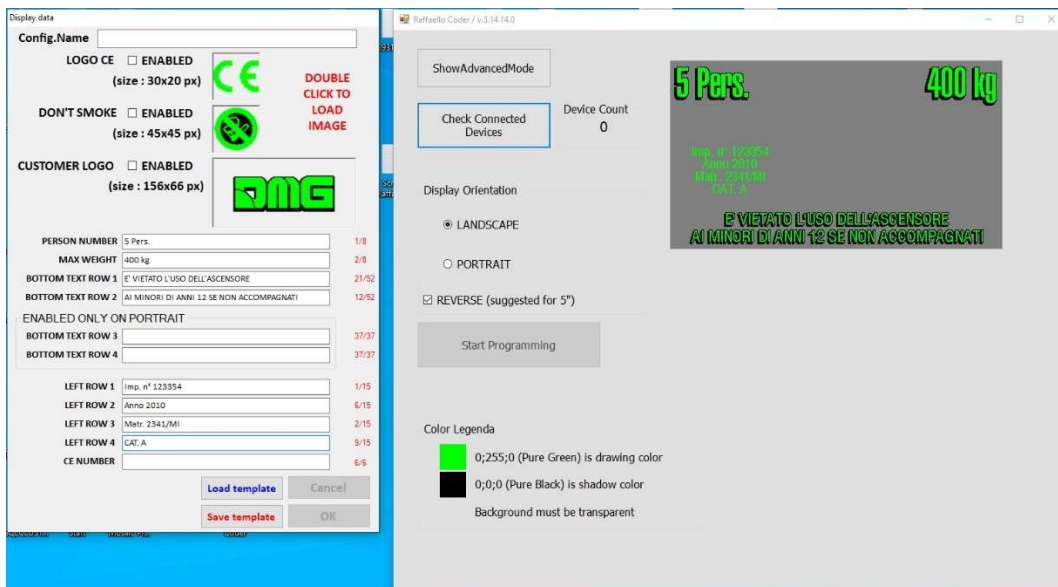 Display data
Config.Name
LOGO CE ENABLED
(size : 30x20 px)
CE
DOUBLE
CLICK TO
LOAD
IMAGE
DON'T SMOKE ENABLED
(size : 45x45 px)
CUSTOMER LOGO ENABLED
(size : 156x66 px)
DMG
PERSON NUMBER 5 Pers. 1/8
MAX WEIGHT 400 kg 2/8
BOTTOM TEXT ROW 1 E' VIETATO L'USO DELL'ASCENSORE 21/52
BOTTOM TEXT ROW 2 AI MINORI DI ANNI 12 SE NON ACCOMPAGNATI 12/52
ENABLED ONLY ON PORTRAIT
BOTTOM TEXT ROW 3 37/37
BOTTOM TEXT ROW 4 37/37
LEFT ROW 1 Imp. n° 123354 1/15
LEFT ROW 2 Anno 2010 6/15
LEFT ROW 3 Matr. 2341/MI 2/15
LEFT ROW 4 CAT. A 9/15
CE NUMBER 6/6
Load template Cancel
Save template OK
Raffaello Coder / v.3.14.14.0
ShowAdvancedMode
Check Connected
Devices
Device Count
0
Display Orientation
LANDSCAPE
PORTRAIT
REVERSE (suggested for 5")
Start Programming
5 Pers. 400 kg
Imp. n° 123354
Anno 2010
Matr. 2341/MI
CAT. A
E' VIETATO L'USO DELL'ASCENSORE
AI MINORI DI ANNI 12 SE NON ACCOMPAGNATI
Color Legenda
0;255;0 (Pure Green) is drawing color
0;0;0 (Pure Black) is shadow color
Background must be transparent